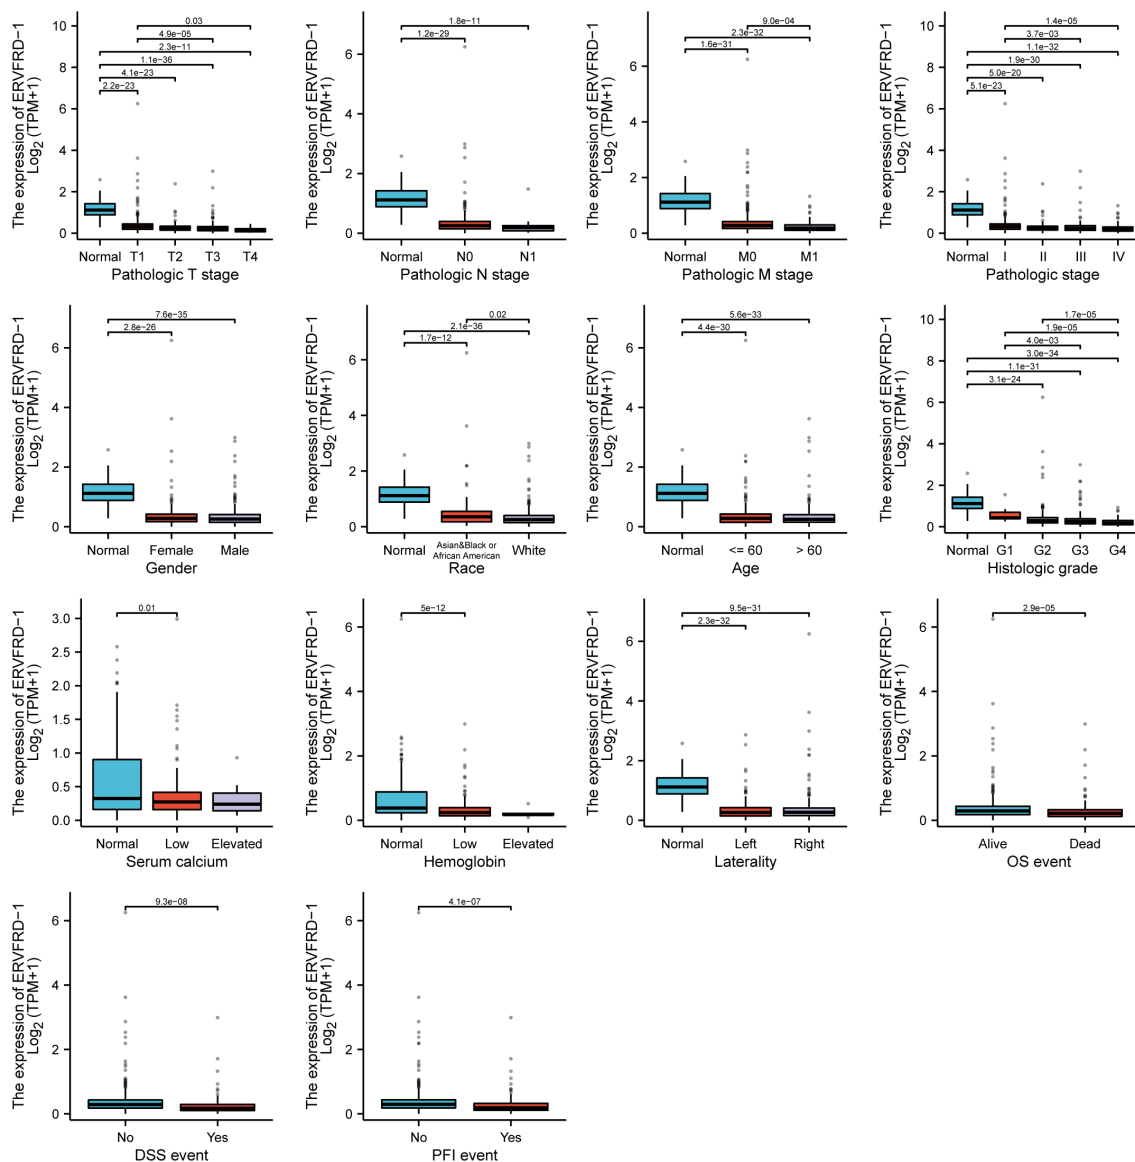 The expression of ERVFRD−1
Log2 (TPM+1)
10
8
6
4
2
0
0.03
4.9e−05
2.3e−11
1.1e−36
4.1e−23
2.2e−23
Normal T1 T2 T3 T4
Pathologic T stage
The expression of ERVFRD−1
Log2 (TPM+1)
6
4
2
0
1.8e−11
1.2e−29
Normal N0 N1
Pathologic N stage
The expression of ERVFRD−1
Log2 (TPM+1)
6
4
2
0
9.0e−04
2.3e−32
1.6e−31
Normal M0 M1
Pathologic M stage
The expression of ERVFRD−1
Log2 (TPM+1)
10
8
6
4
2
0
1.4e−05
3.7e−03
1.1e−32
1.9e−30
5.0e−20
5.1e−23
Normal I II III IV
Pathologic stage
The expression of ERVFRD−1
Log2 (TPM+1)
6
4
2
0
7.6e−35
2.8e−26
Normal Female Male
Gender
The expression of ERVFRD−1
Log2 (TPM+1)
6
4
2
0
0.02
2.1e−36
1.7e−12
Normal Asian&Black or White
African American
Race
The expression of ERVFRD−1
Log2 (TPM+1)
6
4
2
0
5.6e−33
4.4e−30
Normal <= 60 > 60
Age
The expression of ERVFRD−1
Log2 (TPM+1)
10
8
6
4
2
0
1.7e−05
1.9e−05
4.0e−03
3.0e−34
1.1e−31
3.1e−24
Normal G1 G2 G3 G4
Histologic grade
The expression of ERVFRD−1
Log2 (TPM+1)
3.0
2.5
2.0
1.5
1.0
0.5
0.0
0.01
Normal Low Elevated
Serum calcium
The expression of ERVFRD−1
Log2 (TPM+1)
6
4
2
0
5e−12
Normal Low Elevated
Hemoglobin
The expression of ERVFRD−1
Log2 (TPM+1)
6
4
2
0
9.5e−31
2.3e−32
Normal Left Right
Laterality
The expression of ERVFRD−1
Log2 (TPM+1)
6
4
2
0
2.9e−05
Alive Dead
OS event
The expression of ERVFRD−1
Log2 (TPM+1)
6
4
2
0
9.3e−08
No Yes
DSS event
The expression of ERVFRD−1
Log2 (TPM+1)
6
4
2
0
4.1e−07
No Yes
PFI event